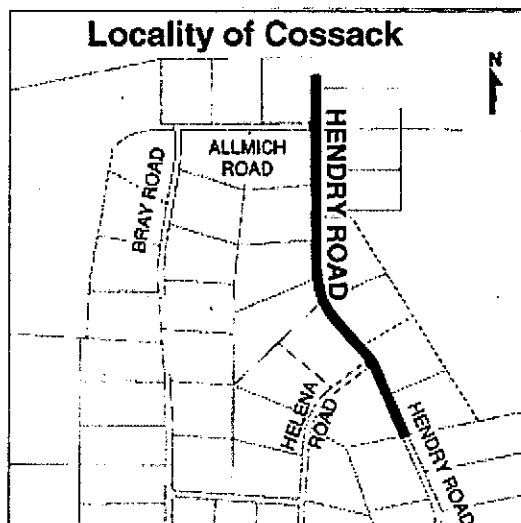 Locality of Cossack
N
ALLMICH
ROAD
HENDRY ROAD
BRAY ROAD
HELENA
ROAD
HENDRY ROAD